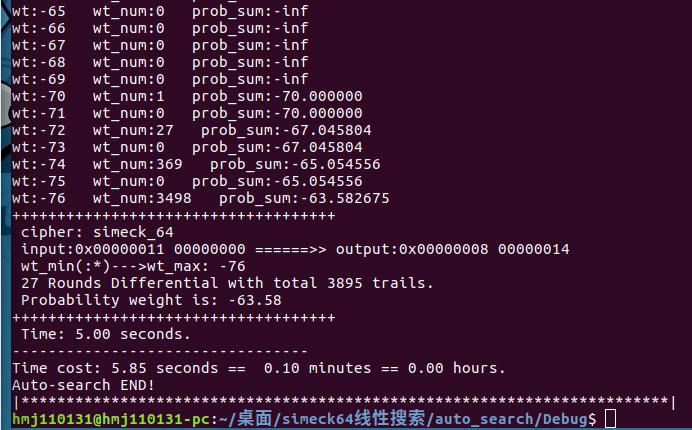 wt:-65   wt_num:0   prob_sum:-inf
wt:-66   wt_num:0   prob_sum:-inf
wt:-67   wt_num:0   prob_sum:-inf
wt:-68   wt_num:0   prob_sum:-inf
wt:-69   wt_num:0   prob_sum:-inf
wt:-70   wt_num:1   prob_sum:-70.000000
wt:-71   wt_num:0   prob_sum:-70.000000
wt:-72   wt_num:27   prob_sum:-67.045804
wt:-73   wt_num:0   prob_sum:-67.045804
wt:-74   wt_num:369   prob_sum:-65.054556
wt:-75   wt_num:0   prob_sum:-65.054556
wt:-76   wt_num:3498   prob_sum:-63.582675
++++++++++++++++++++++++++++++++++++
 cipher: simeck_64
 input:0x00000011 00000000 ======>> output:0x00000008 00000014
 wt_min(:*)--->wt_max: -76
 27 Rounds Differential with total 3895 trails.
 Probability weight is: -63.58
++++++++++++++++++++++++++++++++++++
 Time: 5.00 seconds.
---------------------------------
Time cost: 5.85 seconds ==  0.10 minutes == 0.00 hours.
Auto-search END!
|************************************************************************|
hmj110131@hmj110131-pc:~/桌面/simeck64线性搜索/auto_search/Debug$